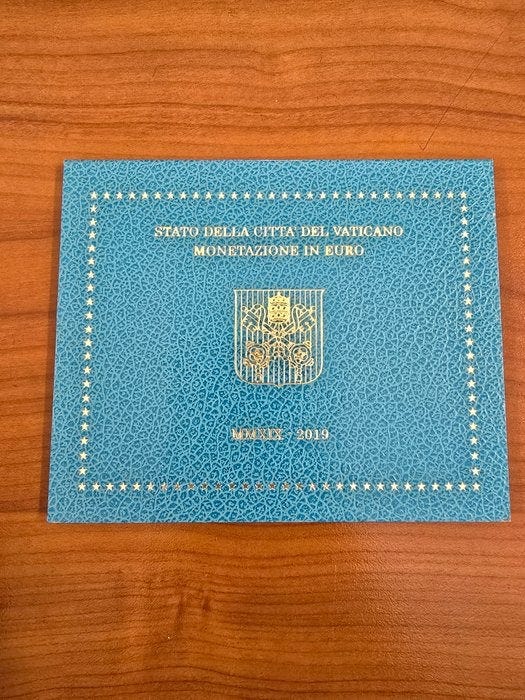 STATO DELLA CITTA' DEL VATICANO
MONETAZIONE IN EURO
MMXIX - 2019